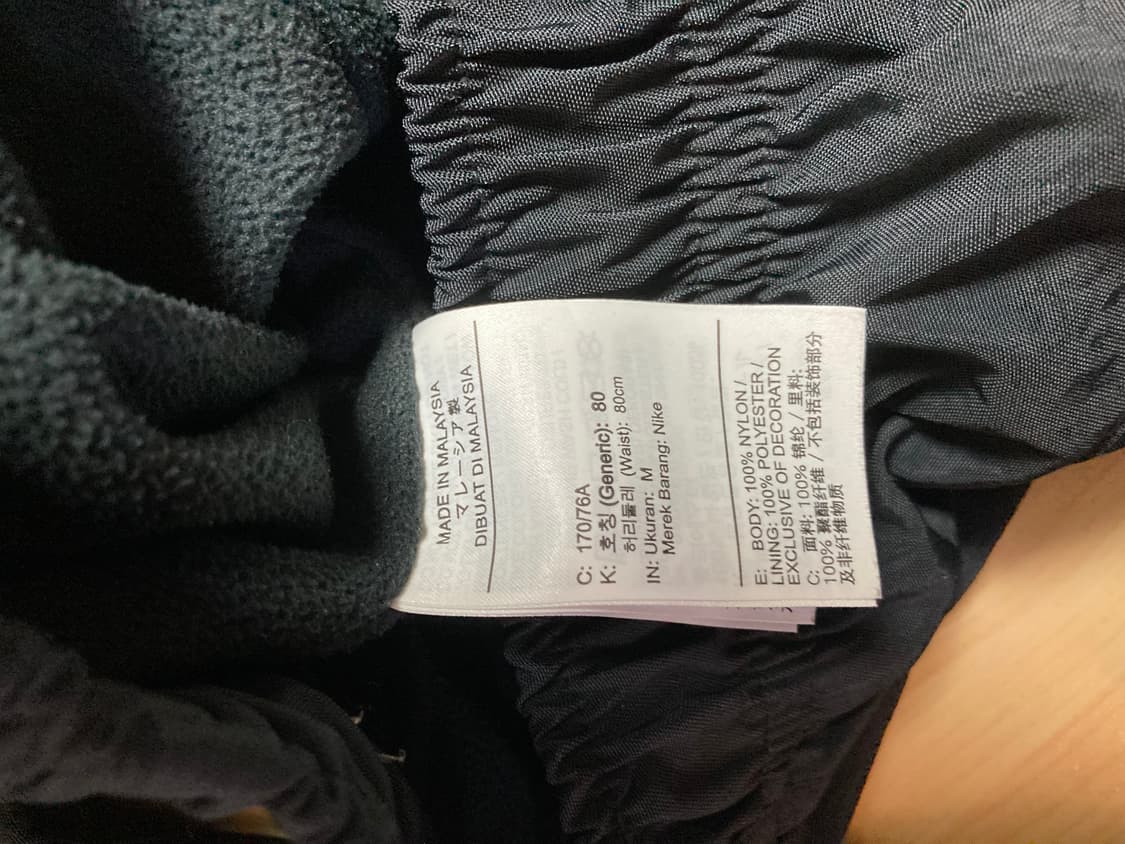 MADE IN MALAYSIA
マレーシア製
DIBUAT DI MALAYSIA
C: 170/76A
K: 호칭 (Generic): 80
허리둘레 (Waist): 80cm
IN: Ukuran: M
Merek Barang: Nike
E: BODY: 100% NYLON /
LINING: 100% POLYESTER /
EXCLUSIVE OF DECORATION
C: 面料: 100% 锦纶 / 里料:
100% 聚酯纤维 / 不包括装饰部分
及非纤维物质